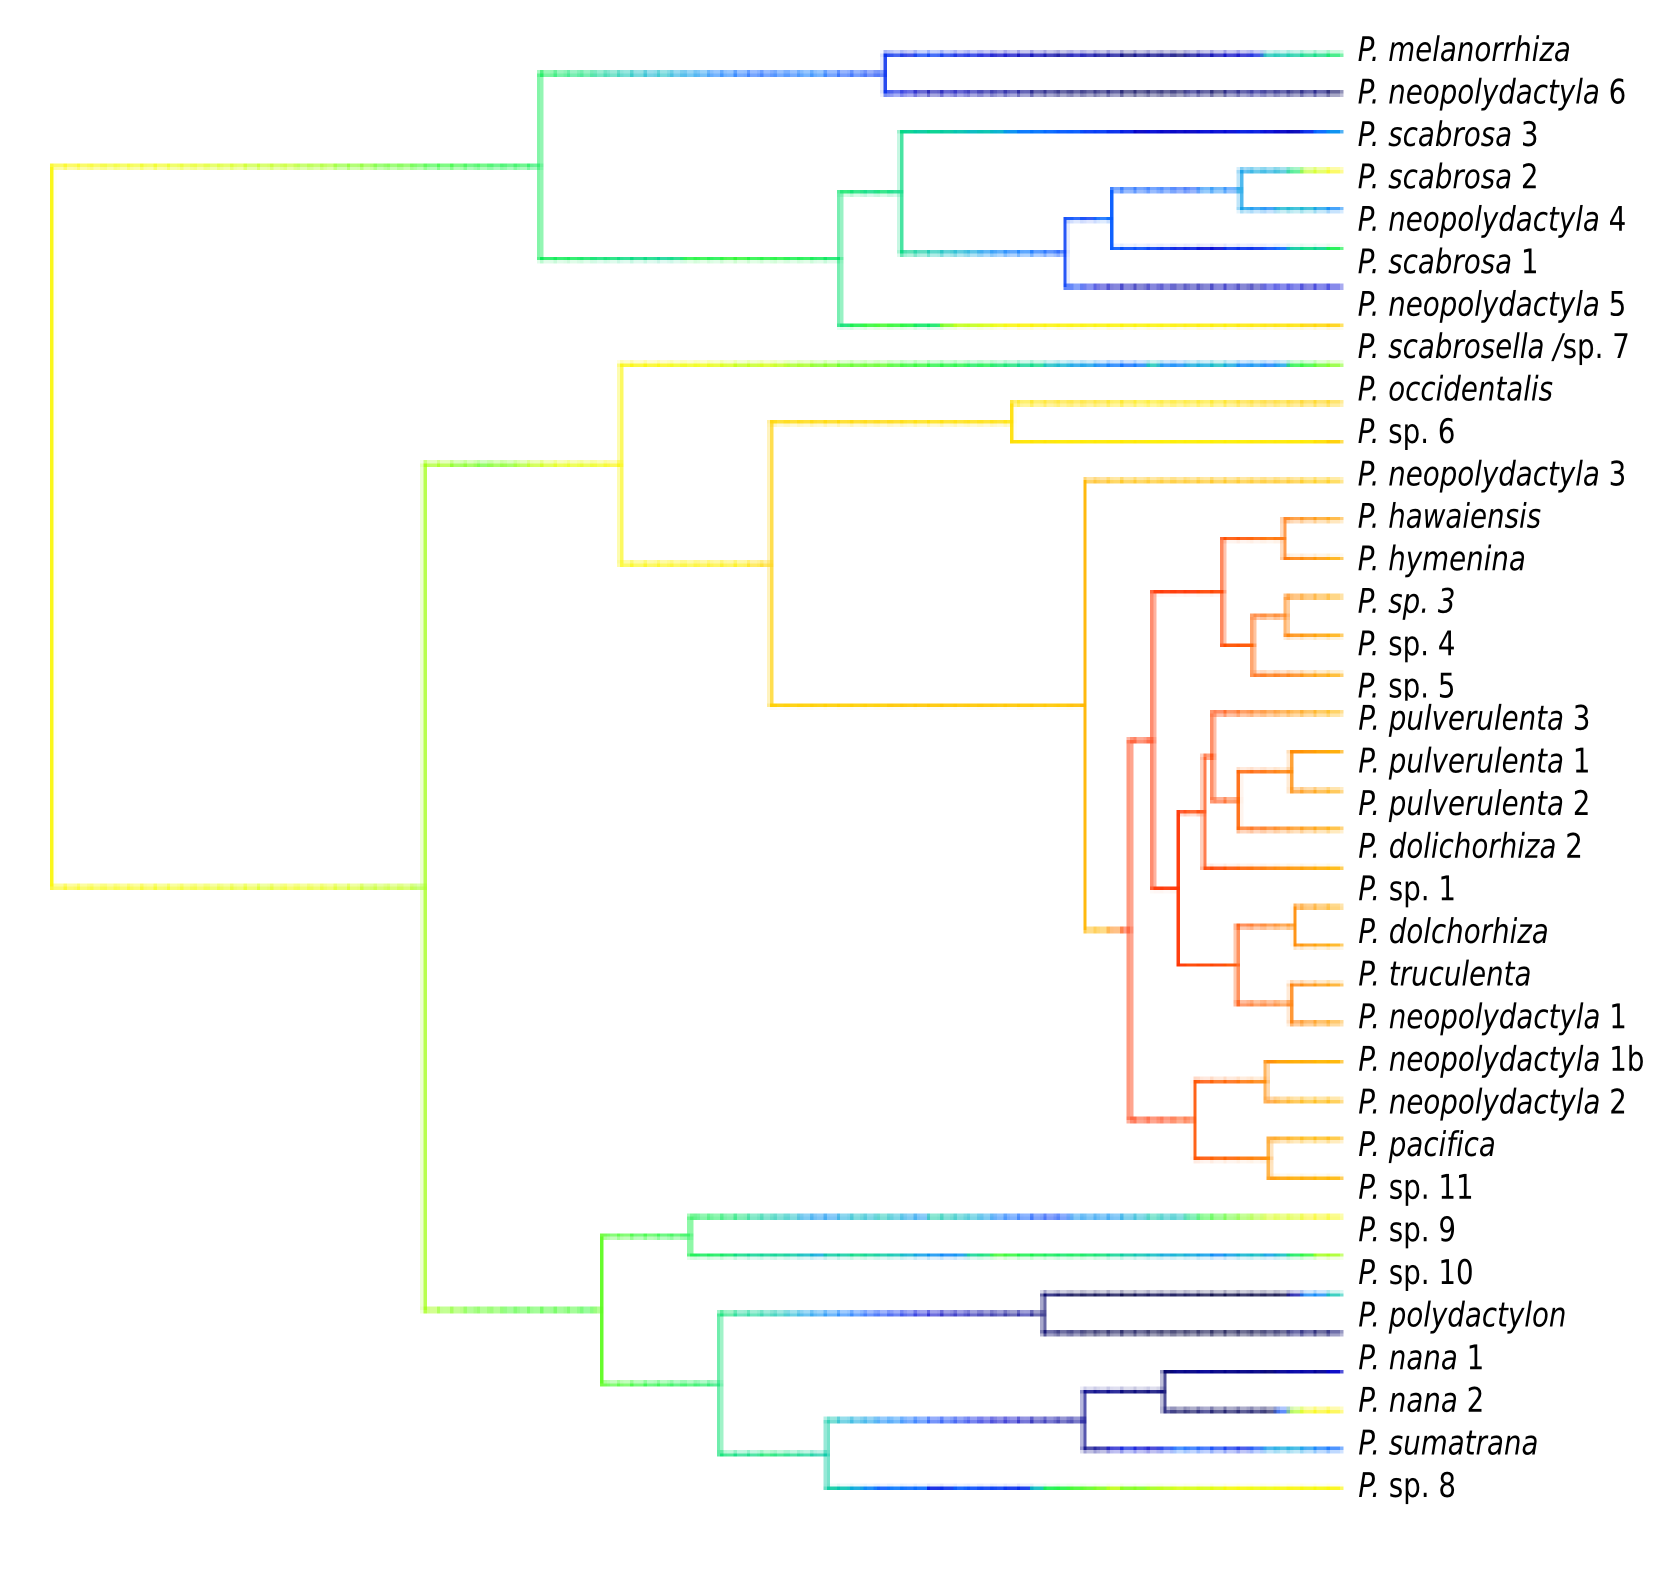 P. melanorrhiza
P. neopolydactyla 6
P. scabrosa 3
P. scabrosa 2
P. neopolydactyla 4
P. scabrosa 1
P. neopolydactyla 5
P. scabrosella /sp. 7
P. occidentalis
P. sp. 6
P. neopolydactyla 3
P. hawaiensis
P. hymenina
P. sp. 3
P. sp. 4
P. sp. 5
P. pulverulenta 3
P. pulverulenta 1
P. pulverulenta 2
P. dolichorhiza 2
P. sp. 1
P. dolchorhiza
P. truculenta
P. neopolydactyla 1
P. neopolydactyla 1b
P. neopolydactyla 2
P. pacifica
P. sp. 11
P. sp. 9
P. sp. 10
P. polydactylon
P. nana 1
P. nana 2
P. sumatrana
P. sp. 8